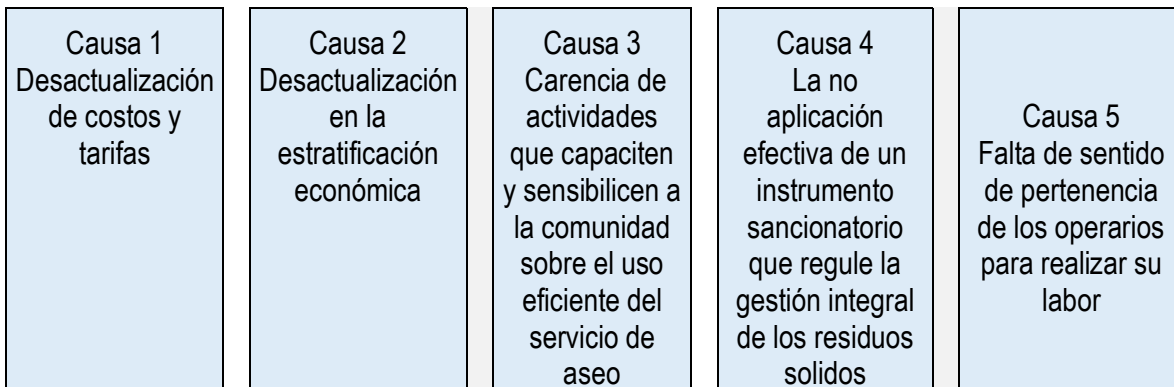 Causa 1
Desactualización
de costos y
tarifas
Causa 2
Desactualización
en la
estratificación
económica
Causa 3
Carencia de
actividades
que capaciten
y sensibilicen a
la comunidad
sobre el uso
eficiente del
servicio de
aseo
Causa 4
La no
aplicación
efectiva de un
instrumento
sancionatorio
que regule la
gestión integral
de los residuos
solidos
Causa 5
Falta de sentido
de pertenencia
de los operarios
para realizar su
labor